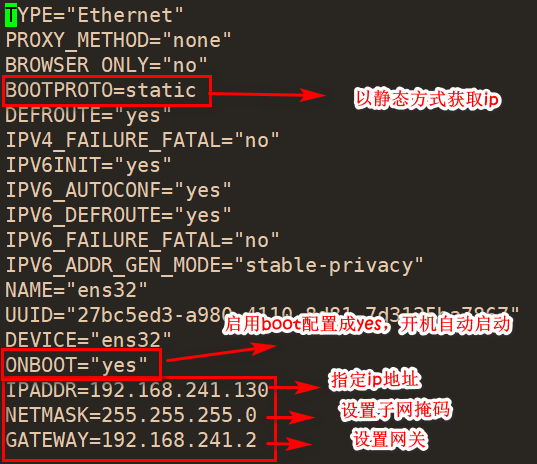 TYPE="Ethernet"
PROXY_METHOD="none"
BROWSER_ONLY="no"
BOOTPROTO=static
以静态方式获取ip
DEFROUTE="yes"
IPV4_FAILURE_FATAL="no"
IPV6INIT="yes"
IPV6_AUTOCONF="yes"
IPV6_DEFROUTE="yes"
IPV6_FAILURE_FATAL="no"
IPV6_ADDR_GEN_MODE="stable-privacy"
NAME="ens32"
UUID="27bc5ed3-a980
启用boot配置成yes，开机自动启动
DEVICE="ens32"
ONBOOT="yes"
IPADDR=192.168.241.130
指定ip地址
NETMASK=255.255.255.0
设置子网掩码
GATEWAY=192.168.241.2
设置网关